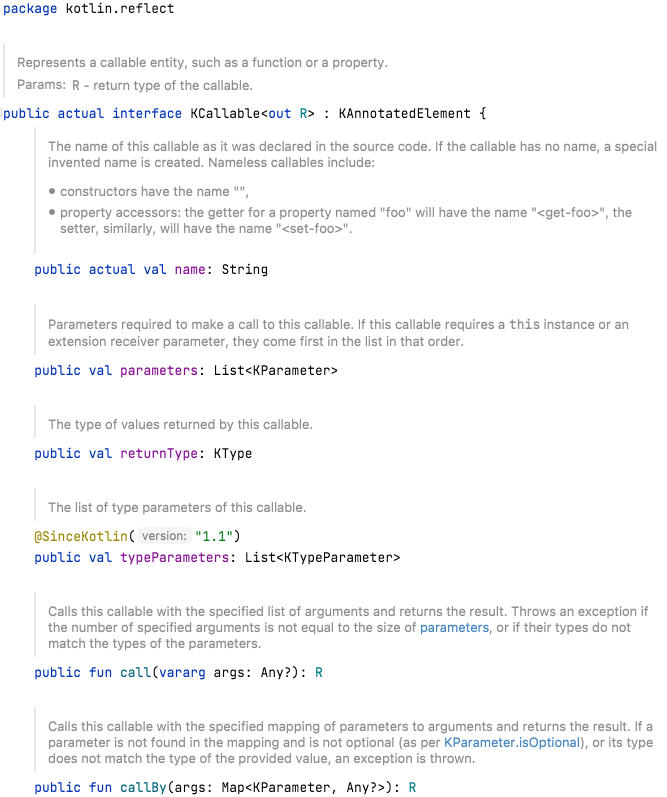 package kotlin.reflect
Represents a callable entity, such as a function or a property.
Params: R - return type of the callable.
public actual interface KCallable<out R> : KAnnotatedElement {
The name of this callable as it was declared in the source code. If the callable has no name, a special
invented name is created. Nameless callables include:
• constructors have the name "",
• property accessors: the getter for a property named "foo" will have the name "<get-foo>", the
setter, similarly, will have the name "<set-foo>".
public actual val name: String
Parameters required to make a call to this callable. If this callable requires a this instance or an
extension receiver parameter, they come first in the list in that order.
public val parameters: List<KParameter>
The type of values returned by this callable.
public val returnType: KType
The list of type parameters of this callable.
@SinceKotlin( version: "1.1")
public val typeParameters: List<KTypeParameter>
Calls this callable with the specified list of arguments and returns the result. Throws an exception if
the number of specified arguments is not equal to the size of parameters, or if their types do not
match the types of the parameters.
public fun call(vararg args: Any?): R
Calls this callable with the specified mapping of parameters to arguments and returns the result. If a
parameter is not found in the mapping and is not optional (as per KParameter.isOptional), or its type
does not match the type of the provided value, an exception is thrown.
public fun callBy(args: Map<KParameter, Any?>): R